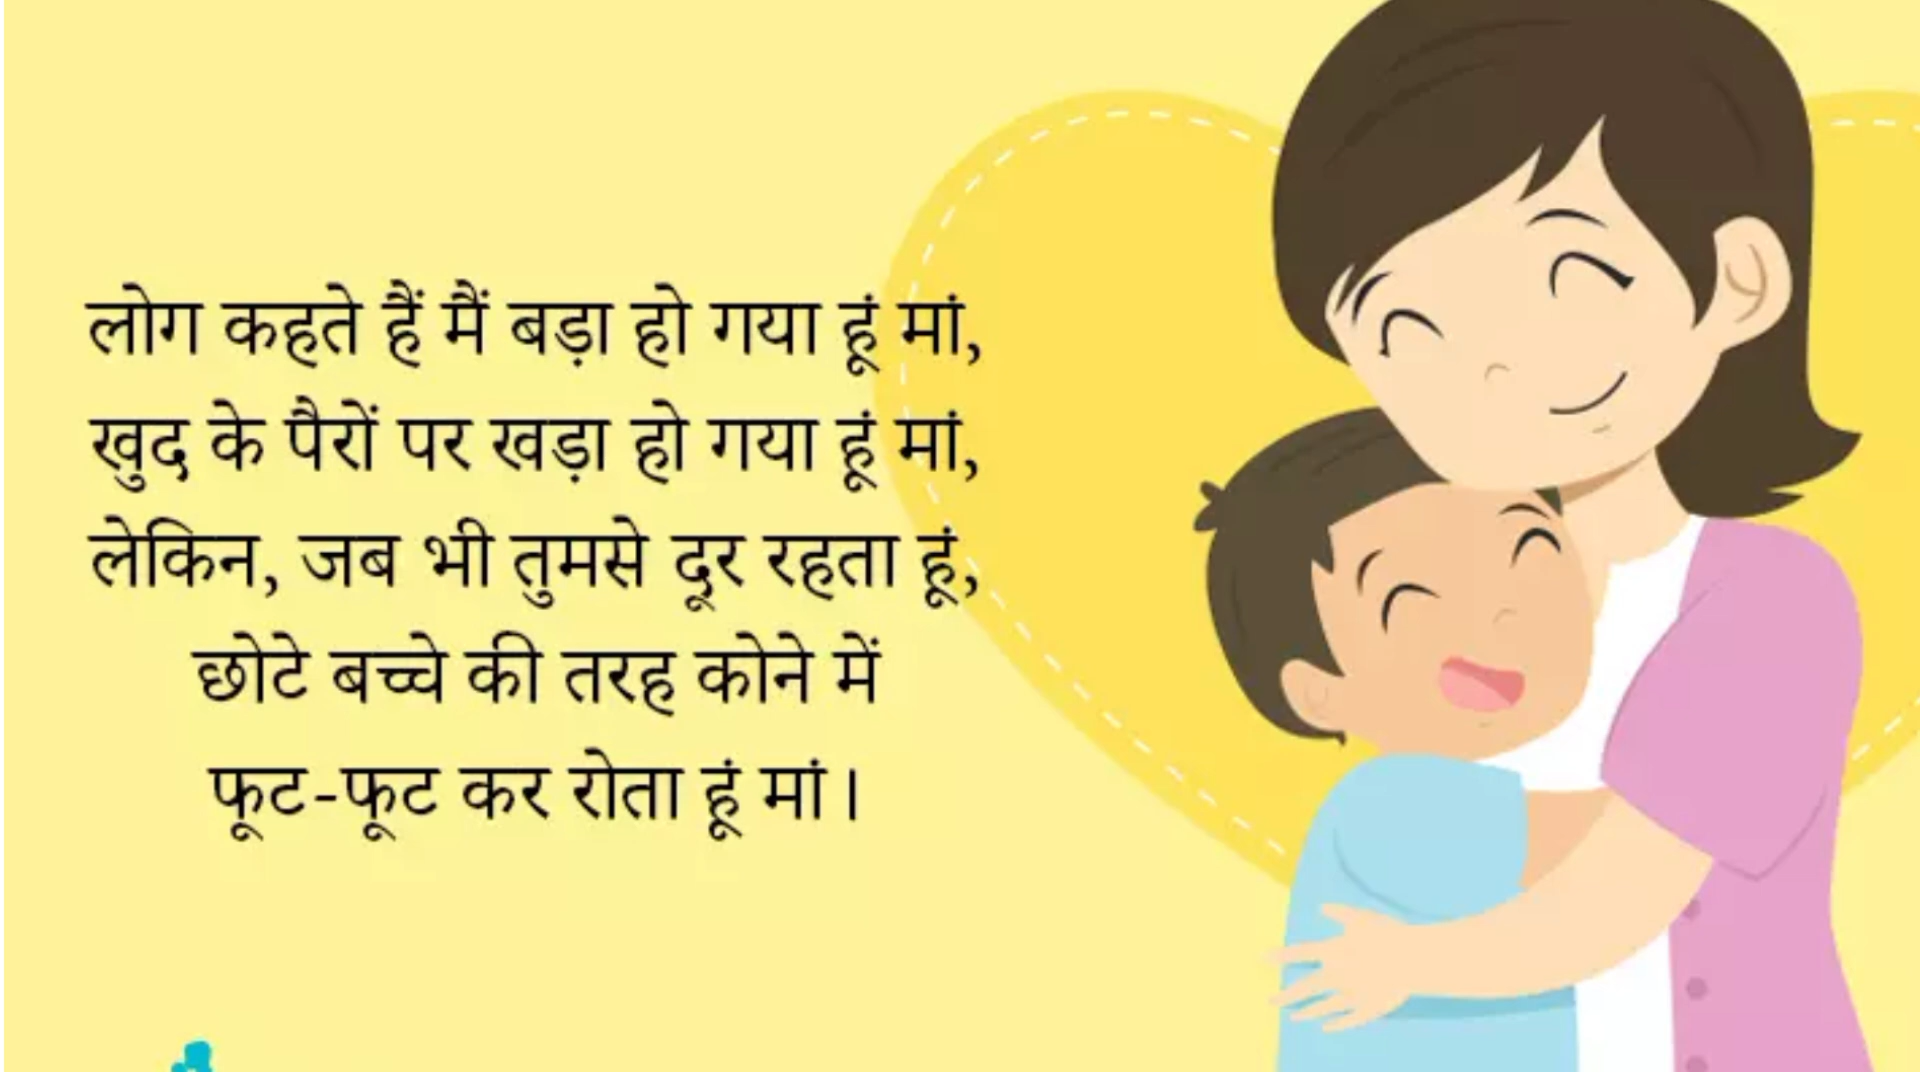 लोग कहते हैं मैं बड़ा हो गया हूं मां,
खुद के पैरों पर खड़ा हो गया हूं मां,
लेकिन, जब भी तुमसे दूर रहता हूं,
छोटे बच्चे की तरह कोने में
फूट-फूट कर रोता हूं मां।